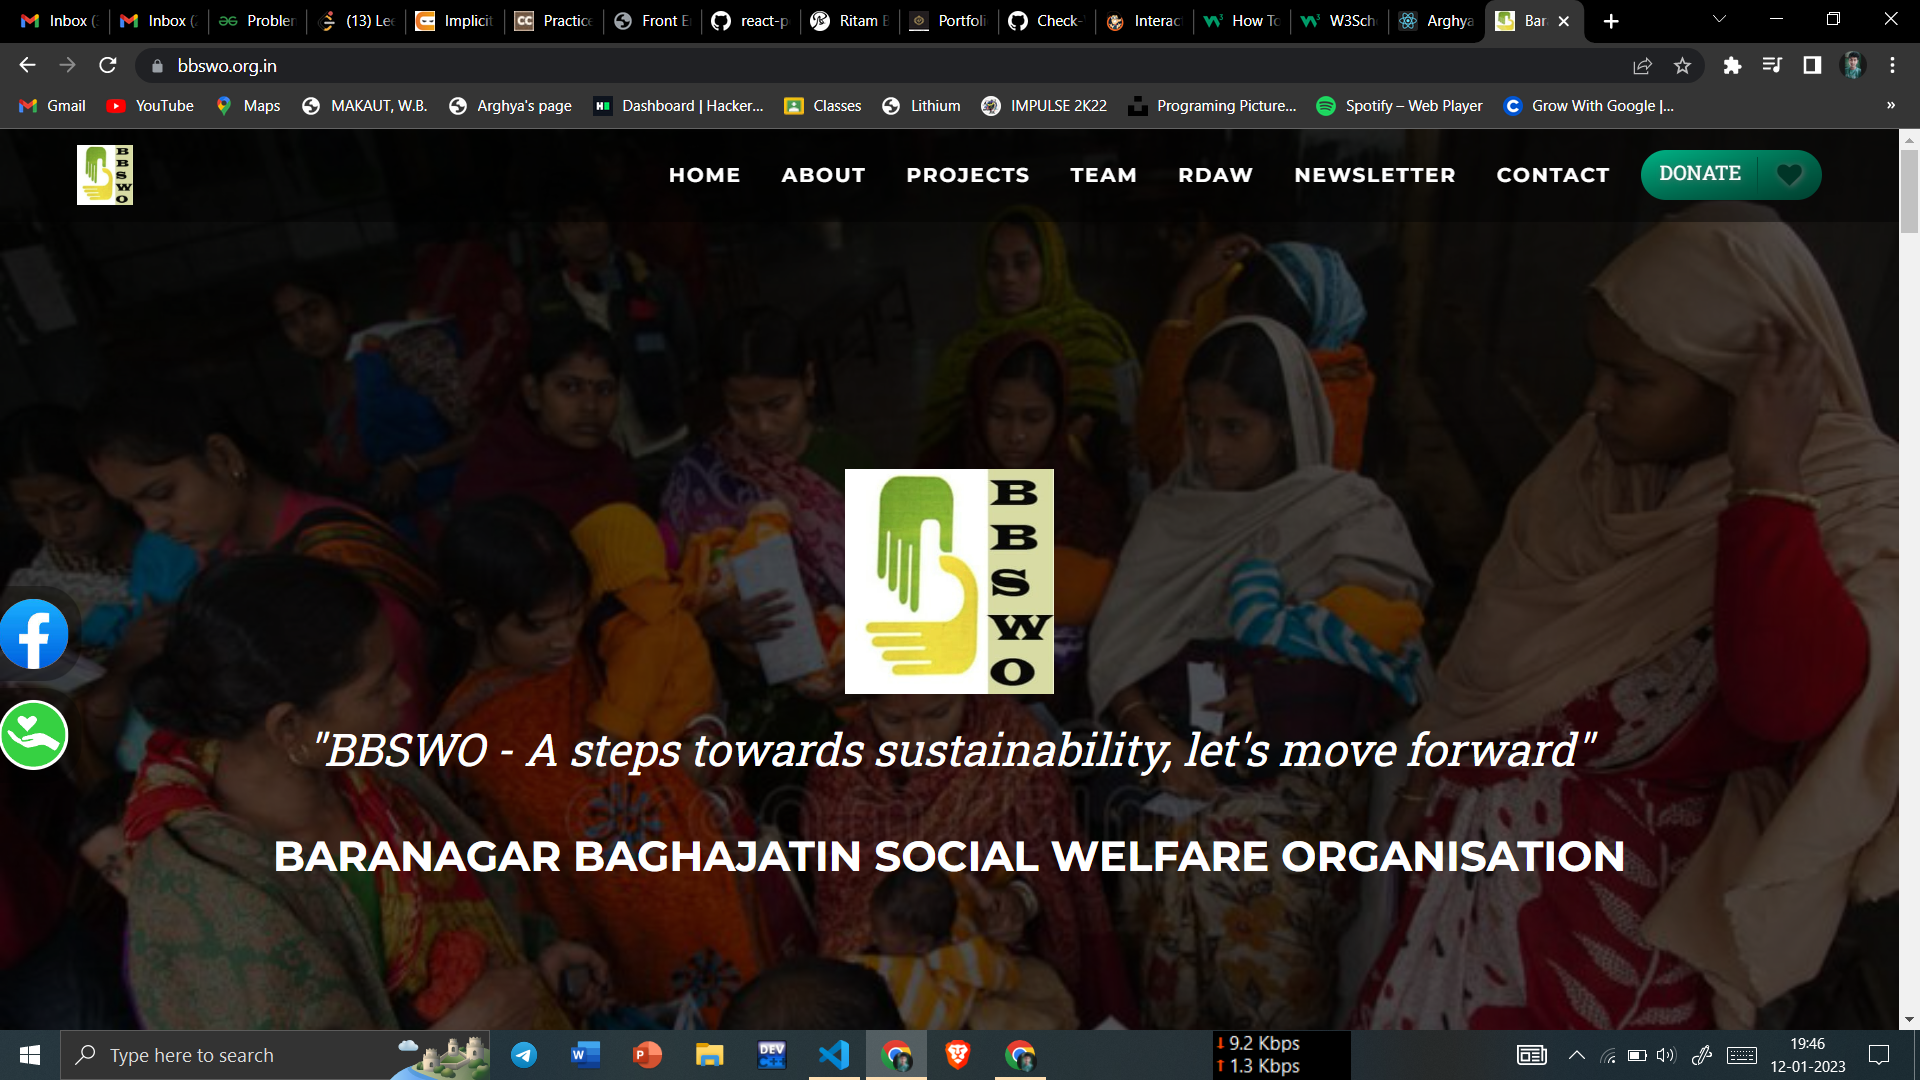 Inbox (
Inbox (
Problem
(13) Lee
Implicit
Practice
Front E
react-p
Ritam B
Portfoli
Check-
Interac
How To
W3Sch
Arghya
Bar
bbswo.org.in
Gmail
YouTube
Maps
MAKAUT, W.B.
Arghya's page
Dashboard | Hacker...
Classes
Lithium
IMPULSE 2K22
Programing Picture...
Spotify – Web Player
Grow With Google |...
»
BBSWO
HOME
ABOUT
PROJECTS
TEAM
RDAW
NEWSLETTER
CONTACT
DONATE
B
B
S
W
O
"BBSWO - A steps towards sustainability, let's move forward"
BARANAGAR BAGHAJATIN SOCIAL WELFARE ORGANISATION
Type here to search
DEV
C++
9.2 Kbps
1.3 Kbps
19:46
12-01-2023